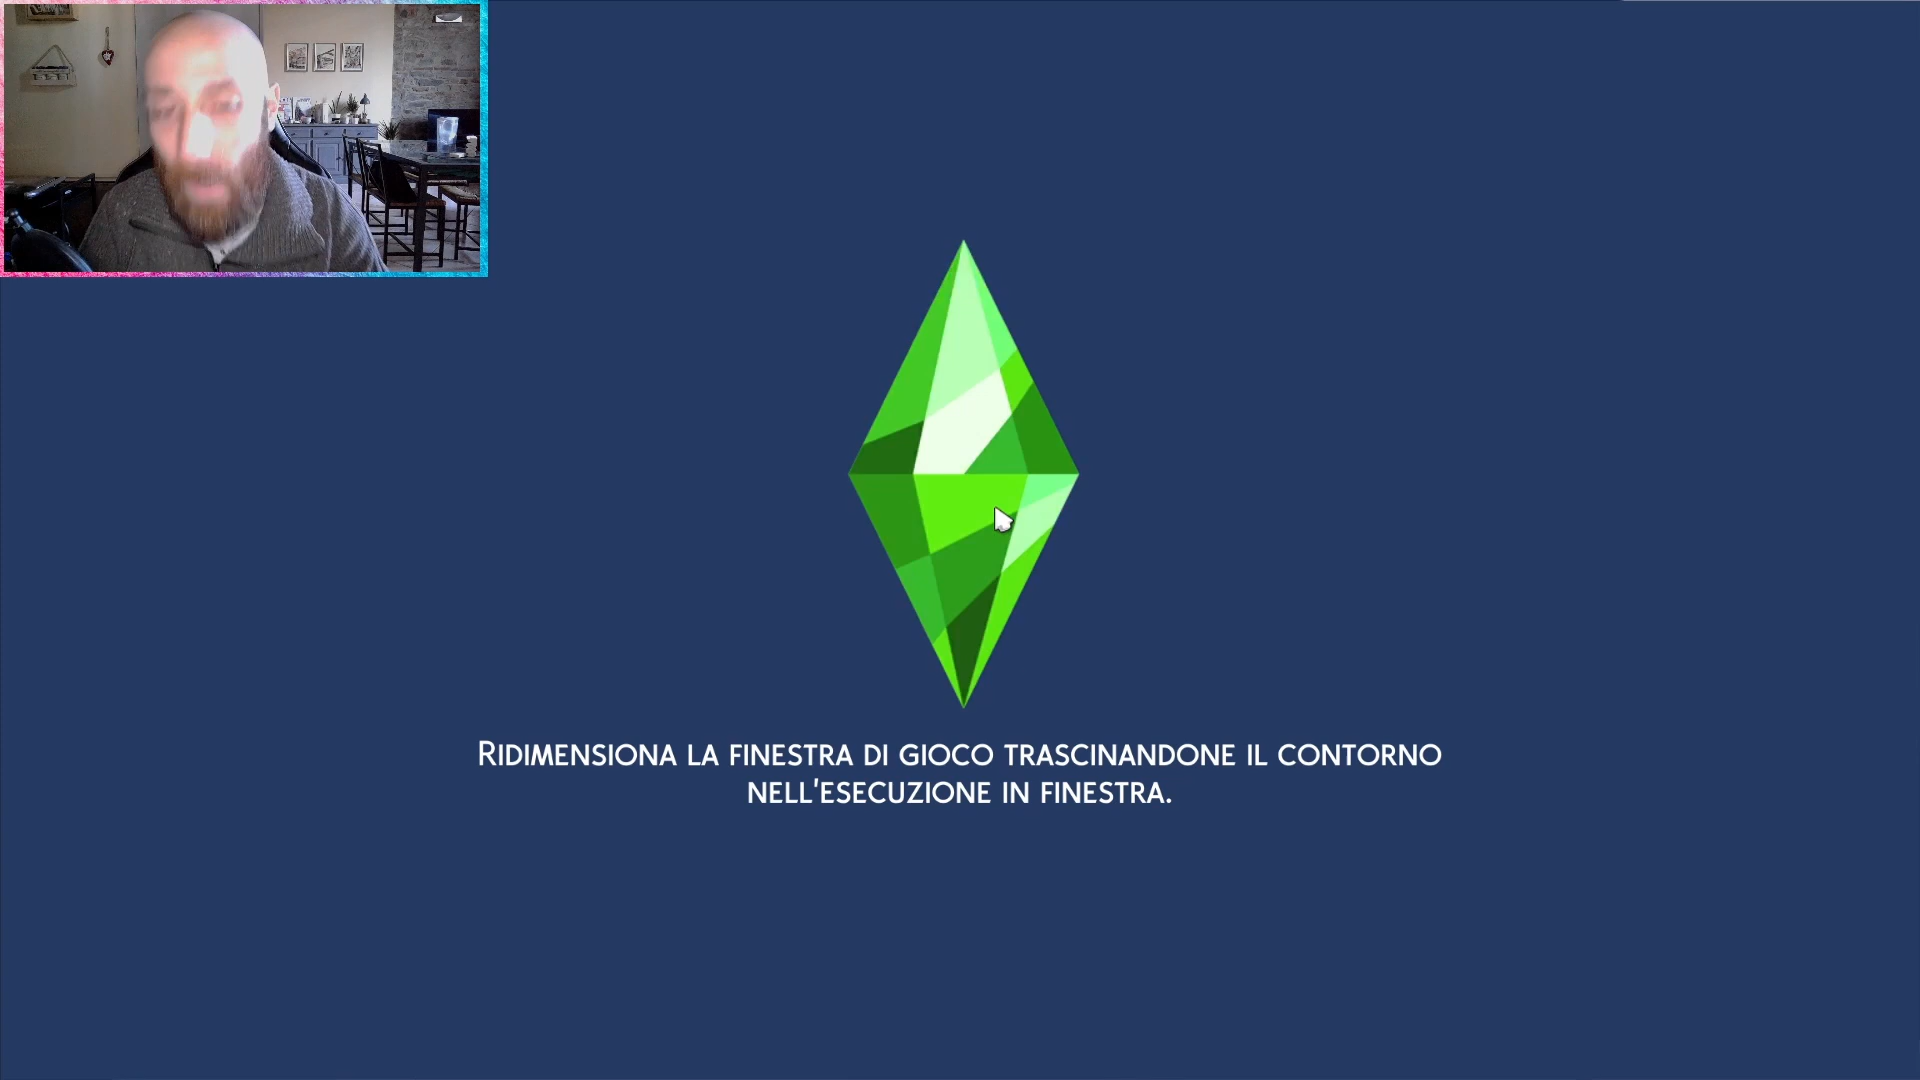 Ridimensiona la finestra di gioco trascinandone il contorno
nell'esecuzione in finestra.